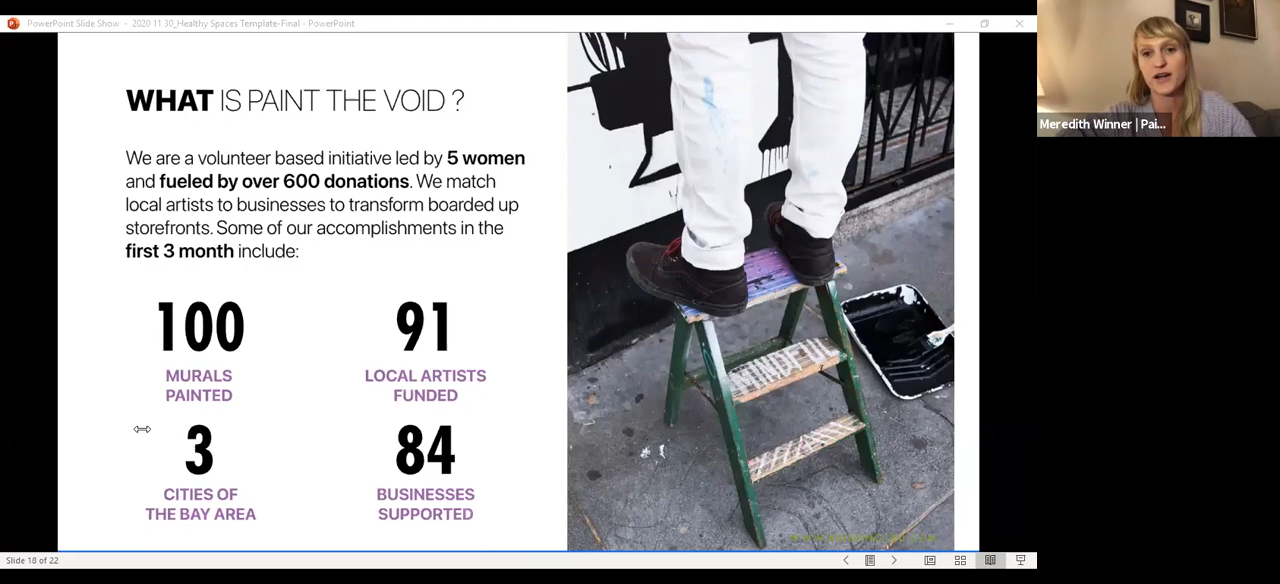 PowerPoint Slide Show - 2020 11 30_Healthy Spaces Template-Final - PowerPoint
WHAT IS PAINT THE VOID ?
We are a volunteer based initiative led by 5 women
and fueled by over 600 donations. We match
local artists to businesses to transform boarded up
storefronts. Some of our accomplishments in the
first 3 month include:
100
MURALS
PAINTED
91
LOCAL ARTISTS
FUNDED
3
CITIES OF
THE BAY AREA
84
BUSINESSES
SUPPORTED
Meredith Winner | Pai...
Slide 18 of 22